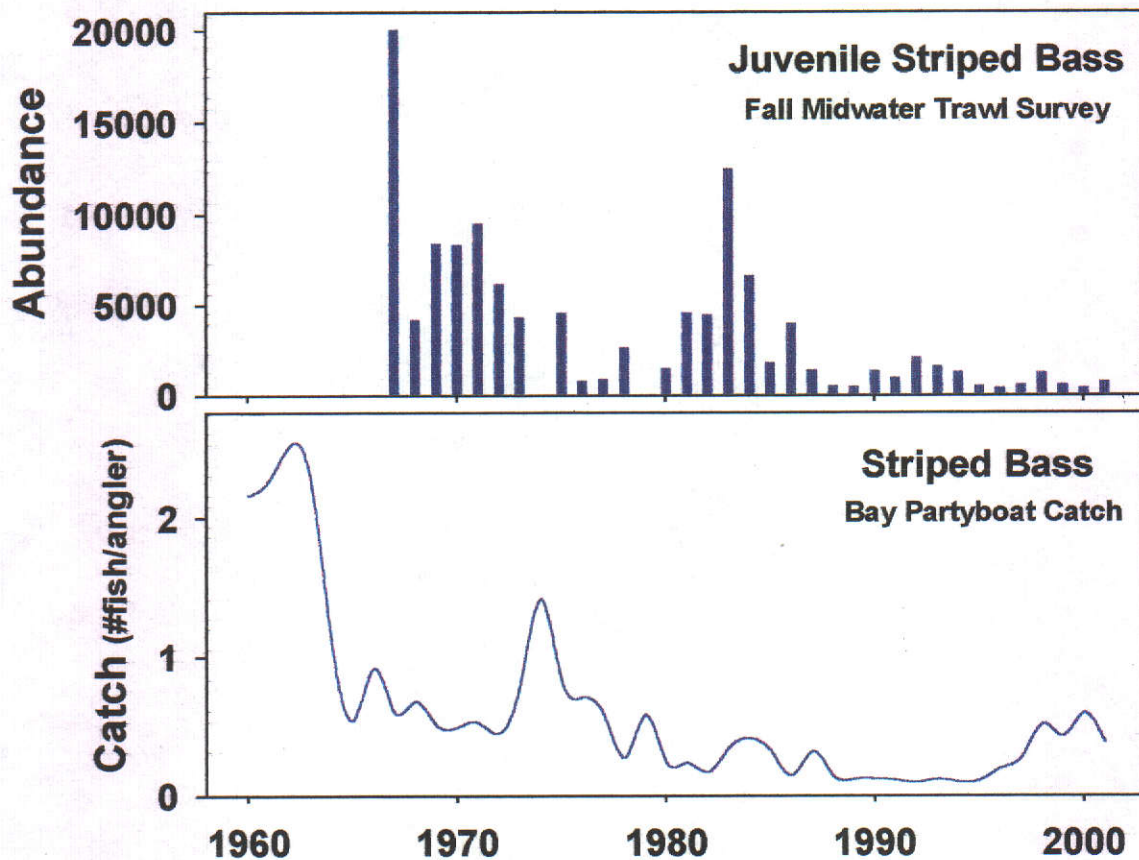 20000
15000
10000
5000
0
Abundance
Juvenile Striped Bass
Fall Midwater Trawl Survey
2
1
0
Catch (#fish/angler)
Striped Bass
Bay Partyboat Catch
1960 1970 1980 1990 2000